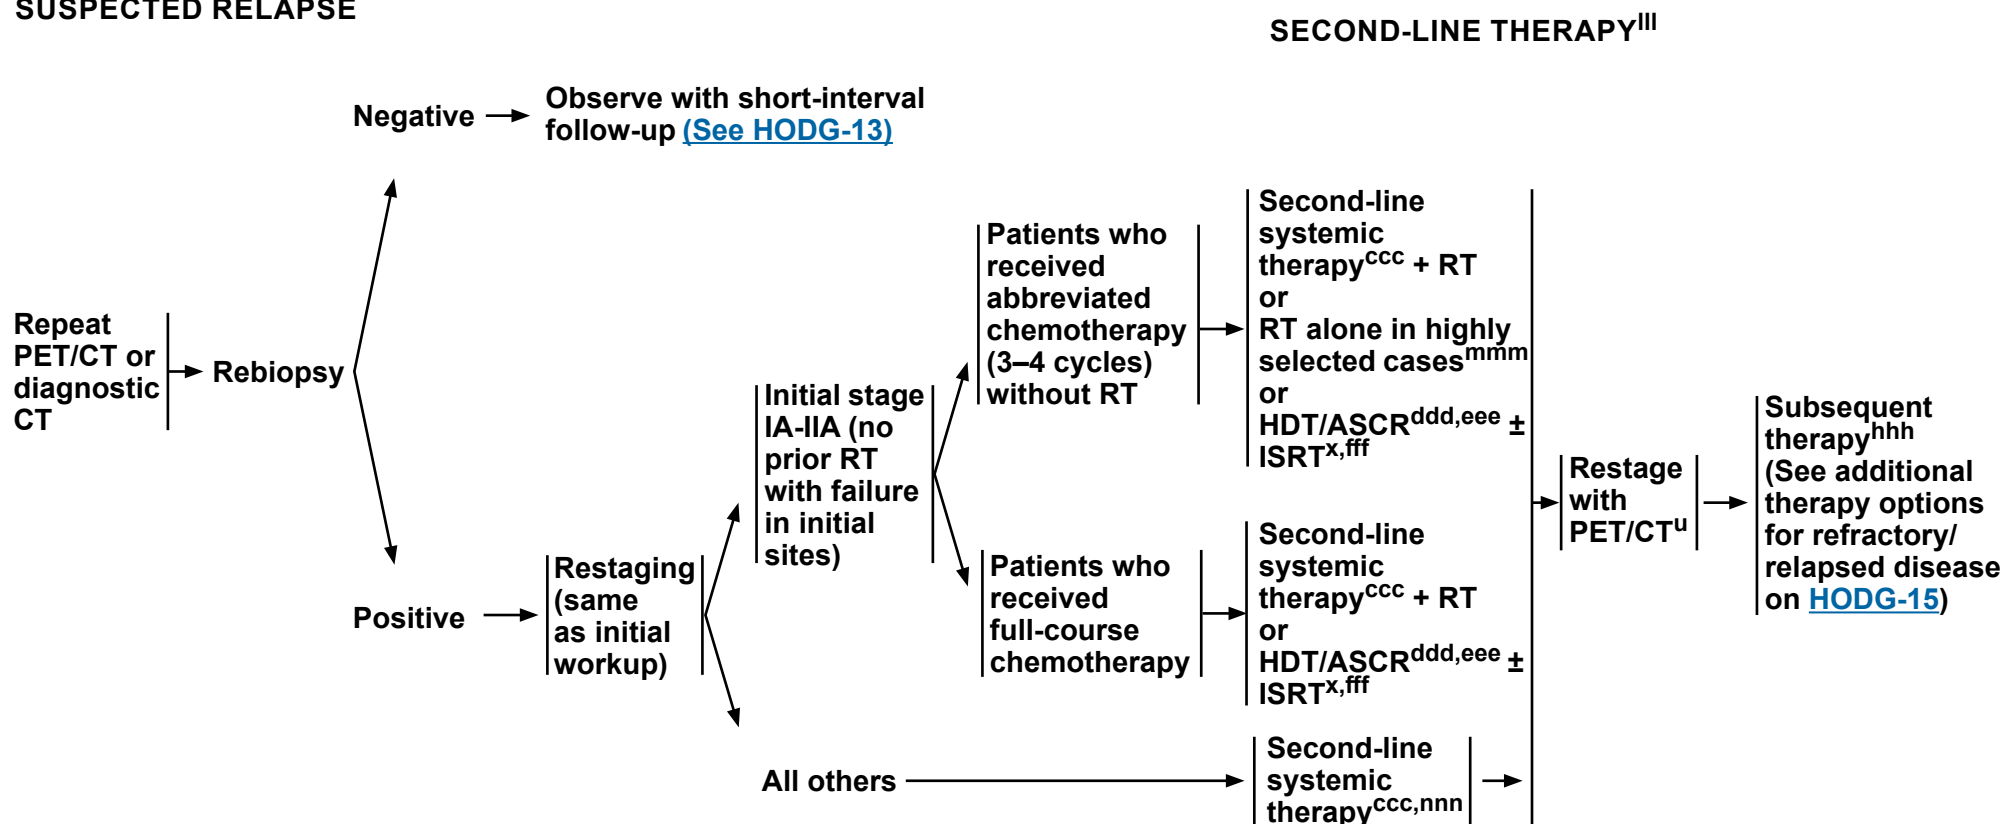 SUSPECTED RELAPSE
SECOND-LINE THERAPYlll
Negative
Observe with short-interval
follow-up (See HODG-13)
Repeat
PET/CT or
diagnostic
CT
Rebiopsy
Positive
Restaging
(same
as initial
workup)
Initial stage
IA-IIA (no
prior RT
with failure
in initial
sites)
Patients who
received
abbreviated
chemotherapy
(3–4 cycles)
without RT
Second-line
systemic
therapyccc + RT
or
RT alone in highly
selected casesmmm
or
HDT/ASCRddd,eee ±
ISRTx,fff
Patients who
received
full-course
chemotherapy
Second-line
systemic
therapyccc + RT
or
HDT/ASCRddd,eee ±
ISRTx,fff
All others
Second-line
systemic
therapyccc,nnn
Restage
with
PET/CTu
Subsequent
therapyhhh
(See additional
therapy options
for refractory/
relapsed disease
on HODG-15)